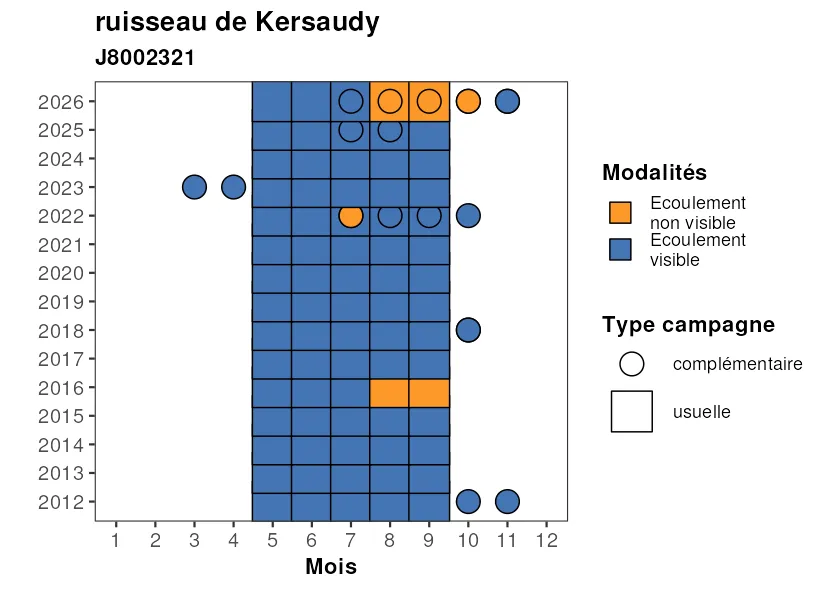 ruisseau de Kersaudy
J8002321
2026
2025
2024
2023
2022
2021
2020
2019
2018
2017
2016
2015
2014
2013
2012
1 2 3 4 5 6 7 8 9 10 11 12
Mois
Modalités
Ecoulement
non visible
Ecoulement
visible
Type campagne
complémentaire
usuelle